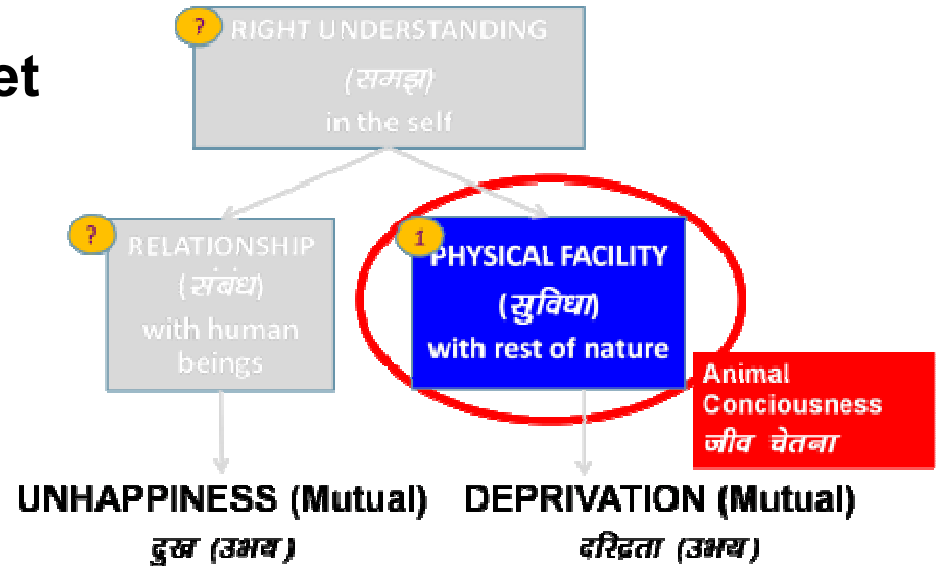 et
?
RIGHT UNDERSTANDING
(समझ)
in the self
?
RELATIONSHIP
(संबंध)
with human
beings
1
PHYSICAL FACILITY
(सुविधा)
with rest of nature
Animal
Conciousness
जीव चेतना
UNHAPPINESS (Mutual)
दुख (उभय)
DEPRIVATION (Mutual)
दरिद्रता (उभय)